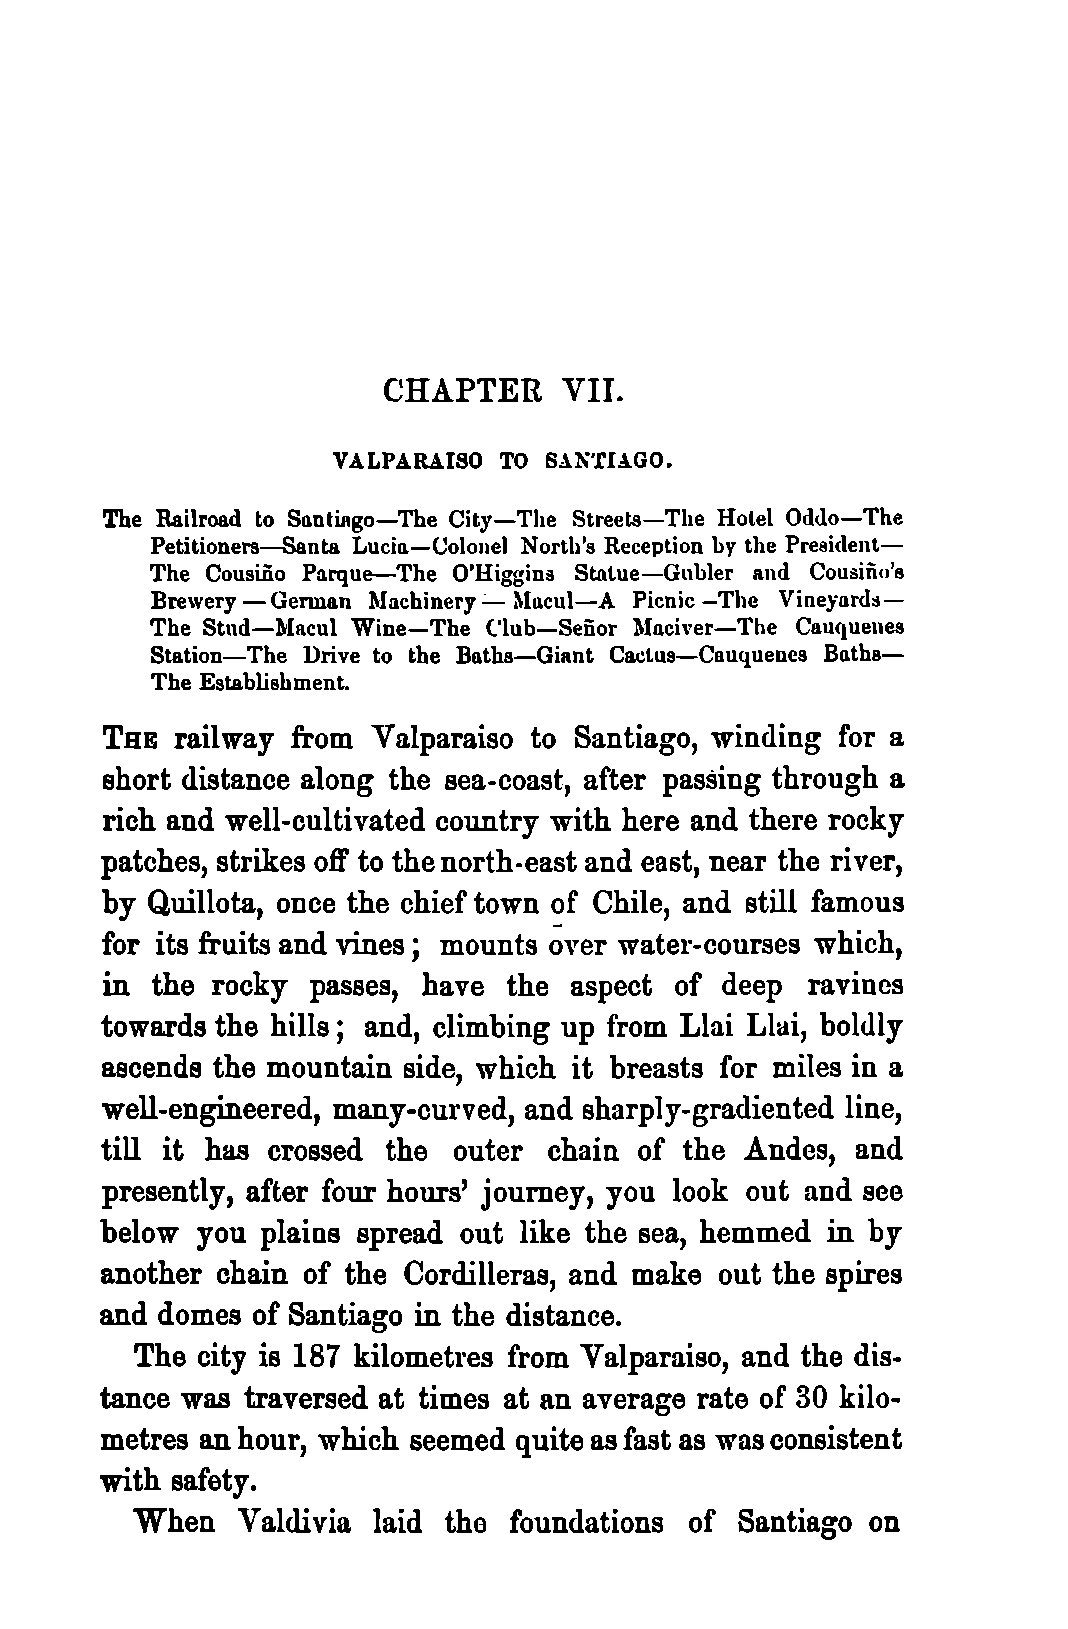 CHAPTER VII.
VALPARAISO TO SANTIAGO.
The Railroad to Santiago—The City—The Streets—The Hotel Oddo—The
Petitioners—Santa Lucia—Colonel North's Reception by the President—
The Cousiño Parque—The O'Higgins Statue—Gubler and Cousiño's
Brewery—German Machinery—Macul—A Picnic—The Vineyards—
The Stud—Macul Wine—The Club—Señor Maciver—The Cauquenes
Station—The Drive to the Baths—Giant Cactus—Cauquenes Baths—
The Establishment.
THE railway from Valparaiso to Santiago, winding for a
short distance along the sea-coast, after passing through a
rich and well-cultivated country with here and there rocky
patches, strikes off to the north-east and east, near the river,
by Quillota, once the chief town of Chile, and still famous
for its fruits and vines; mounts over water-courses which,
in the rocky passes, have the aspect of deep ravines
towards the hills; and, climbing up from Llai Llai, boldly
ascends the mountain side, which it breasts for miles in a
well-engineered, many-curved, and sharply-gradiented line,
till it has crossed the outer chain of the Andes, and
presently, after four hours' journey, you look out and see
below you plains spread out like the sea, hemmed in by
another chain of the Cordilleras, and make out the spires
and domes of Santiago in the distance.
The city is 187 kilometres from Valparaiso, and the dis-
tance was traversed at times at an average rate of 30 kilo-
metres an hour, which seemed quite as fast as was consistent
with safety.
When Valdivia laid the foundations of Santiago on